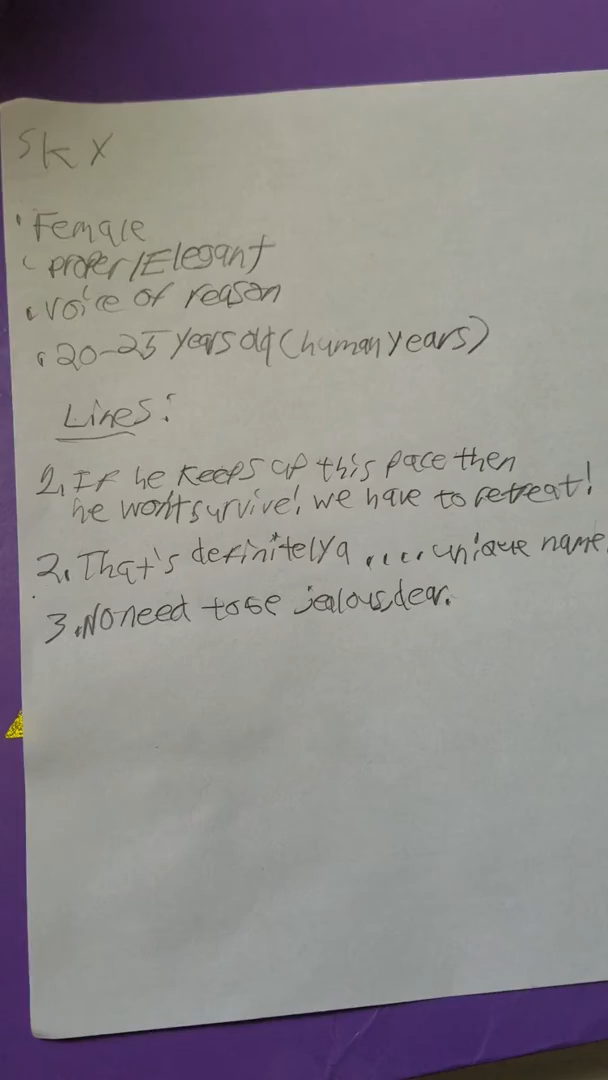 Skx
• Female
• proper/Elegant
• voice of reason
• 20-25 years old (human years)
Lines:
1. If he keeps up this pace then
he won't survive! we have to retreat!
2. That's definitely a .... unique name.
3. No need to be jealous, dear.